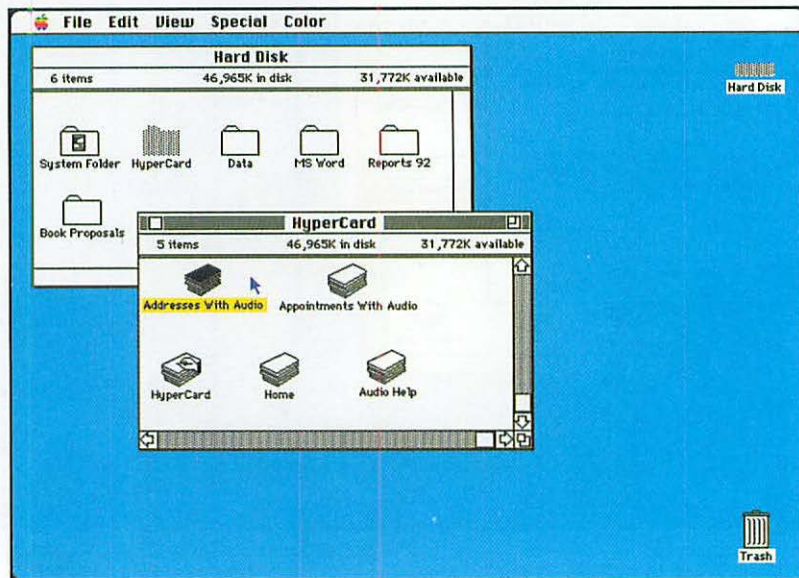 File Edit View Special Color
Hard Disk
6 items 46,965K in disk 31,772K available
System Folder HyperCard Data MS Word Reports 92
Book Proposals
HyperCard
5 items 46,965K in disk 31,772K available
Addresses With Audio Appointments With Audio
HyperCard Home Audio Help
Hard Disk
Trash